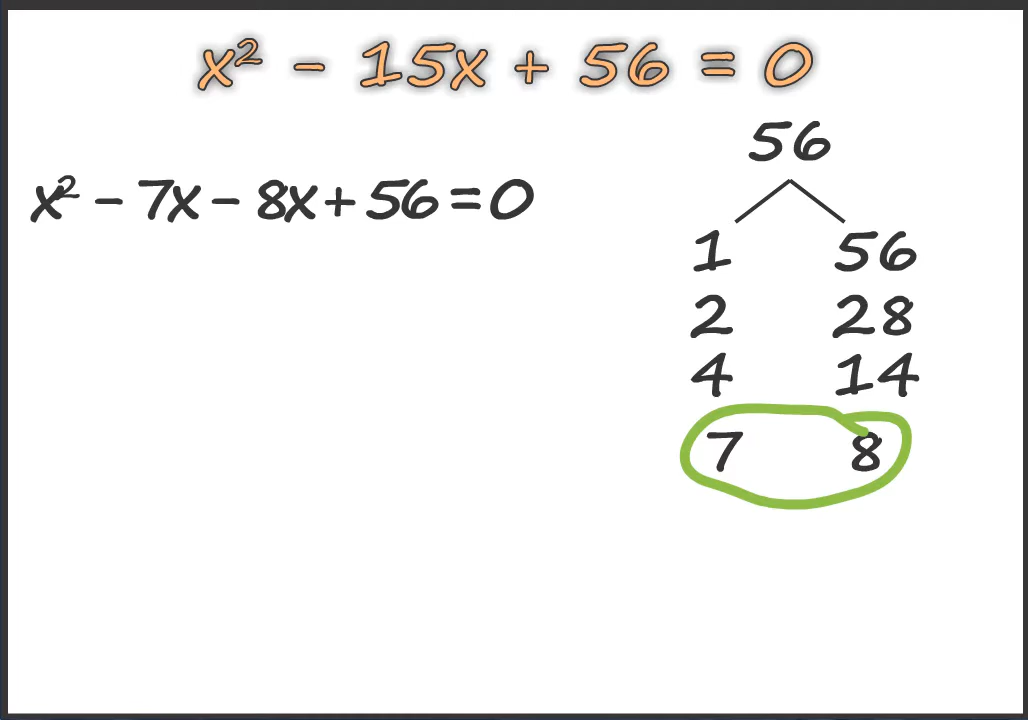 x² - 15x + 56 = 0
x² - 7x - 8x + 56 = 0
56
1 56
2 28
4 14
7 8